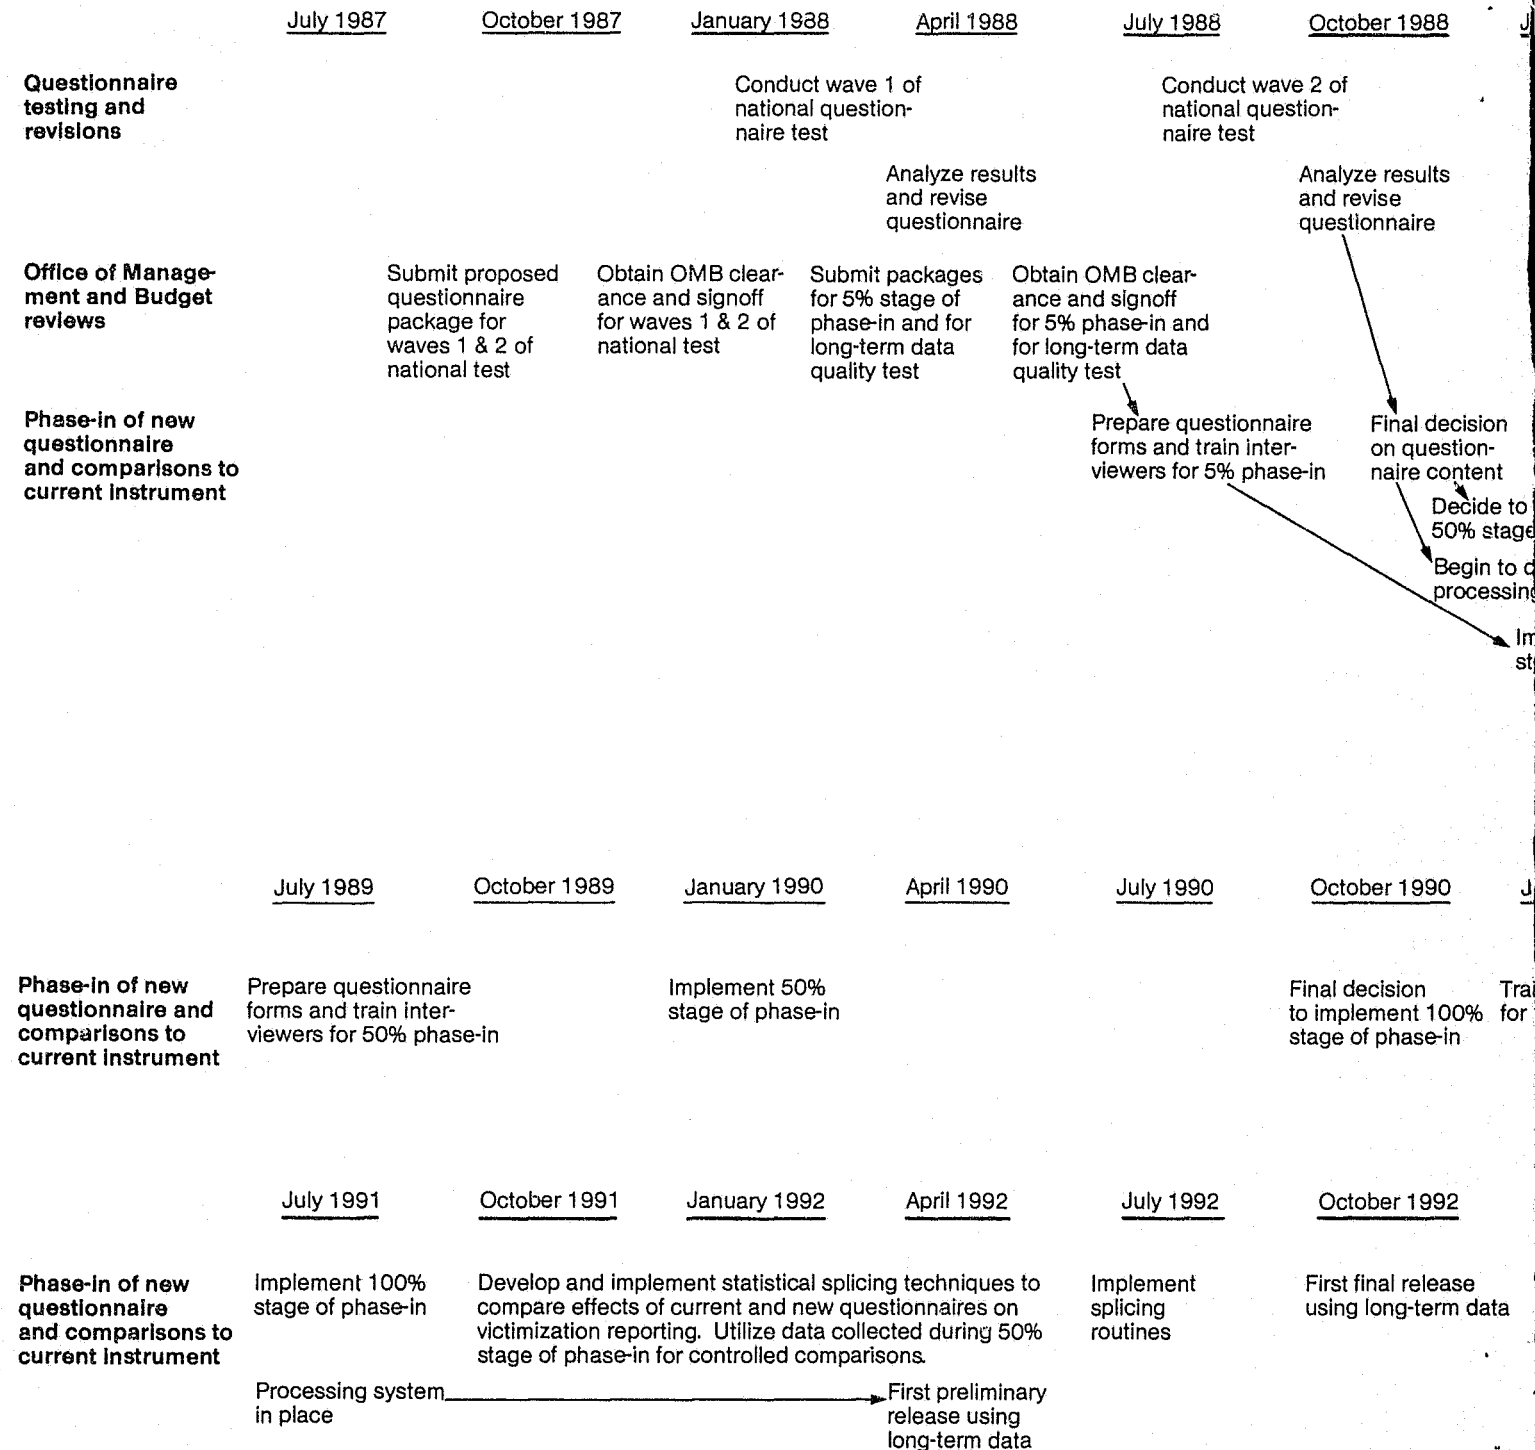 July 1987 October 1987 January 1988 April 1988 July 1988 October 1988
Questionnaire
testing and
revisions
Conduct wave 1 of
national question-
naire test
Conduct wave 2 of
national question-
naire test
Analyze results
and revise
questionnaire
Analyze results
and revise
questionnaire
Office of Manage-
ment and Budget
reviews
Submit proposed
questionnaire
package for
waves 1 & 2 of
national test
Obtain OMB clear-
ance and signoff
for waves 1 & 2 of
national test
Submit packages
for 5% stage of
phase-in and for
long-term data
quality test
Obtain OMB clear-
ance and signoff
for 5% phase-in and
for long-term data
quality test
Phase-in of new
questionnaire
and comparisons to
current instrument
Prepare questionnaire
forms and train inter-
viewers for 5% phase-in
Final decision
on question-
naire content
Decide to
50% stage
Begin to
processing
July 1989 October 1989 January 1990 April 1990 July 1990 October 1990
Phase-in of new
questionnaire and
comparisons to
current instrument
Prepare questionnaire
forms and train inter-
viewers for 50% phase-in
Implement 50%
stage of phase-in
Final decision
to implement 100%
stage of phase-in
for
July 1991 October 1991 January 1992 April 1992 July 1992 October 1992
Phase-in of new
questionnaire
and comparisons to
current instrument
Implement 100%
stage of phase-in
Develop and implement statistical splicing techniques to
compare effects of current and new questionnaires on
victimization reporting. Utilize data collected during 50%
stage of phase-in for controlled comparisons.
Implement
splicing
routines
First final release
using long-term data
Processing system
in place
First preliminary
release using
long-term data